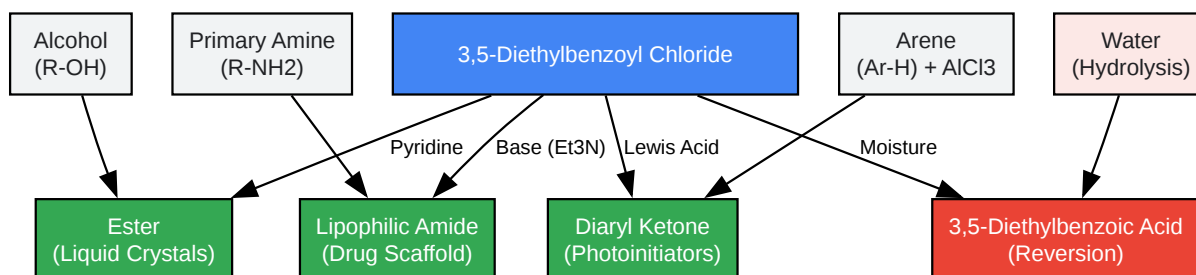 Alcohol
(R-OH)
Primary Amine
(R-NH2)
3,5-Diethylbenzoyl Chloride
Arene
(Ar-H) + AlCl3
Water
(Hydrolysis)
Pyridine
Base (Et3N)
Lewis Acid
Moisture
Ester
(Liquid Crystals)
Lipophilic Amide
(Drug Scaffold)
Diaryl Ketone
(Photoinitiators)
3,5-Diethylbenzoic Acid
(Reversion)